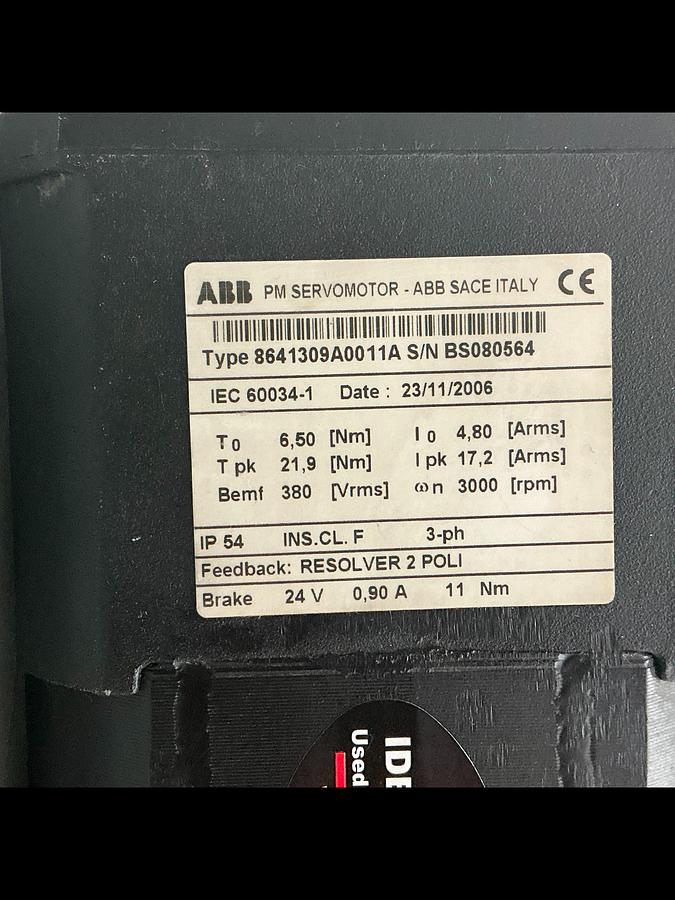 ABB PM SERVOMOTOR - ABB SACE ITALY CE
Type 8641309A0011A S/N BS080564
IEC 60034-1 Date : 23/11/2006
T0 6,50 [Nm] I0 4,80 [Arms]
T pk 21,9 [Nm] I pk 17,2 [Arms]
Bemf 380 [Vrms] ωn 3000 [rpm]
IP 54 INS.CL. F 3-ph
Feedback: RESOLVER 2 POLI
Brake 24 V 0,90 A 11 Nm
Used